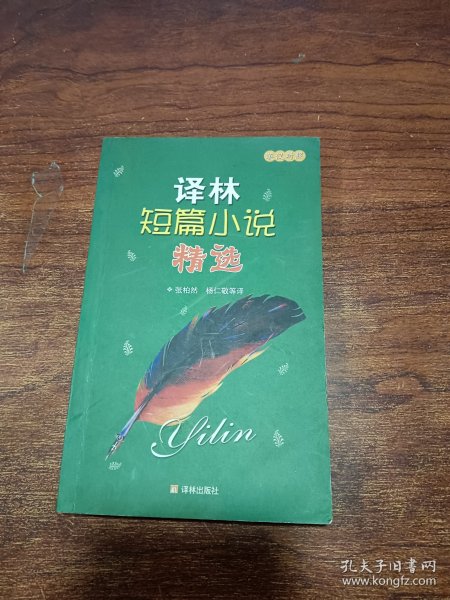 译林
短篇小说
精选
❖张柏然 杨仁敬等译
Yilin
译林出版社
孔夫子旧书网
www.kongfz.com